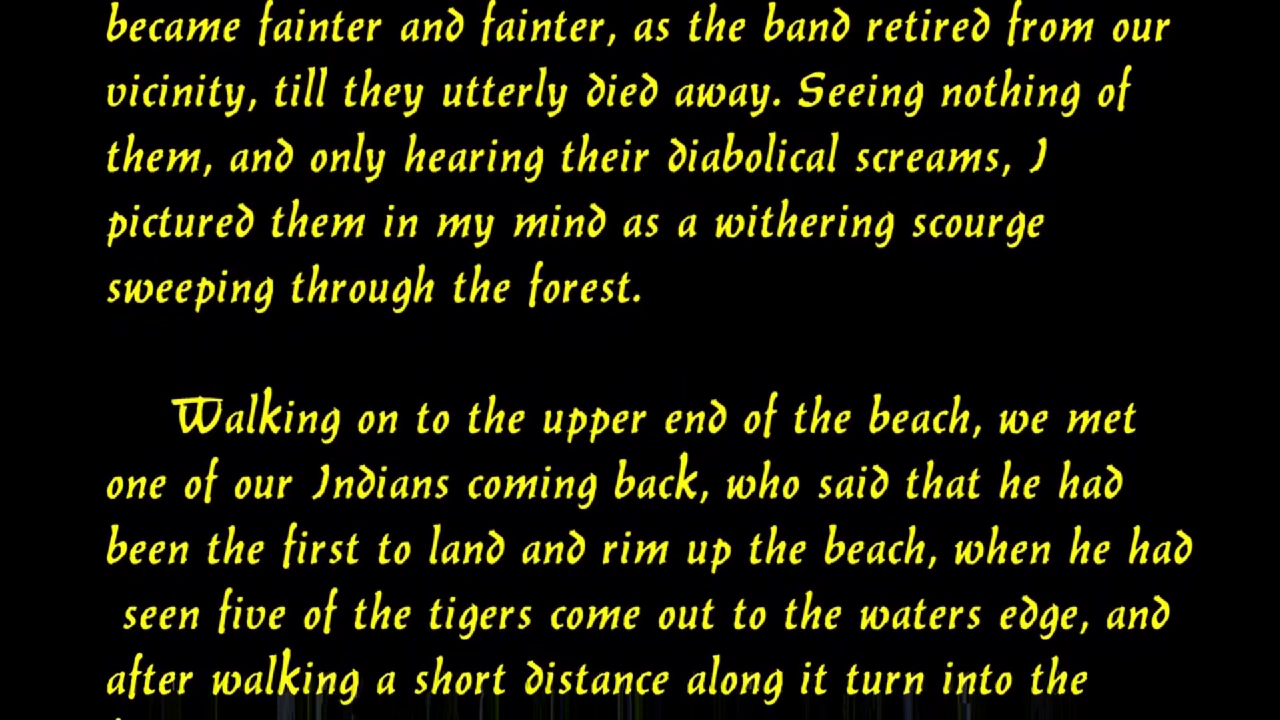 became fainter and fainter, as the band retired from our
vicinity, till they utterly died away. Seeing nothing of
them, and only hearing their diabolical screams, I
pictured them in my mind as a withering scourge
sweeping through the forest.
Walking on to the upper end of the beach, we met
one of our Indians coming back, who said that he had
been the first to land and rim up the beach, when he had
seen five of the tigers come out to the waters edge, and
after walking a short distance along it turn into the